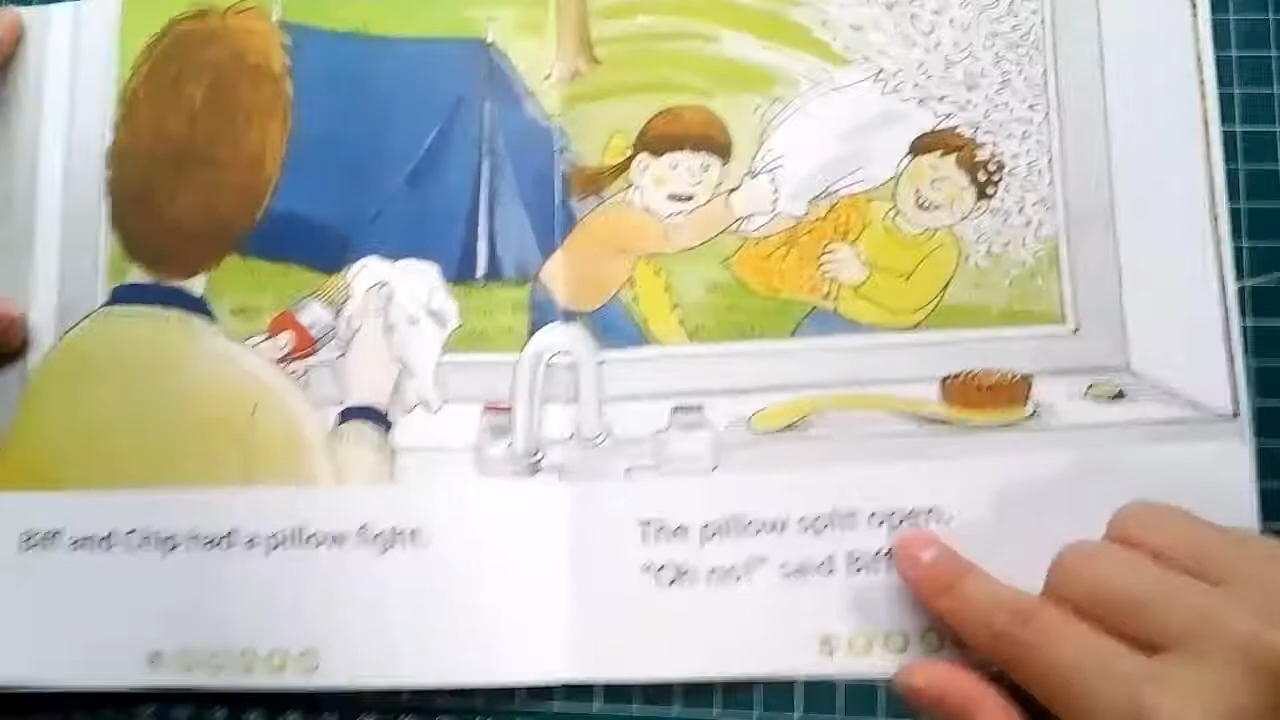 Biff and Chip had a pillow fight.
The pillow split open.
"Oh no!" said Biff